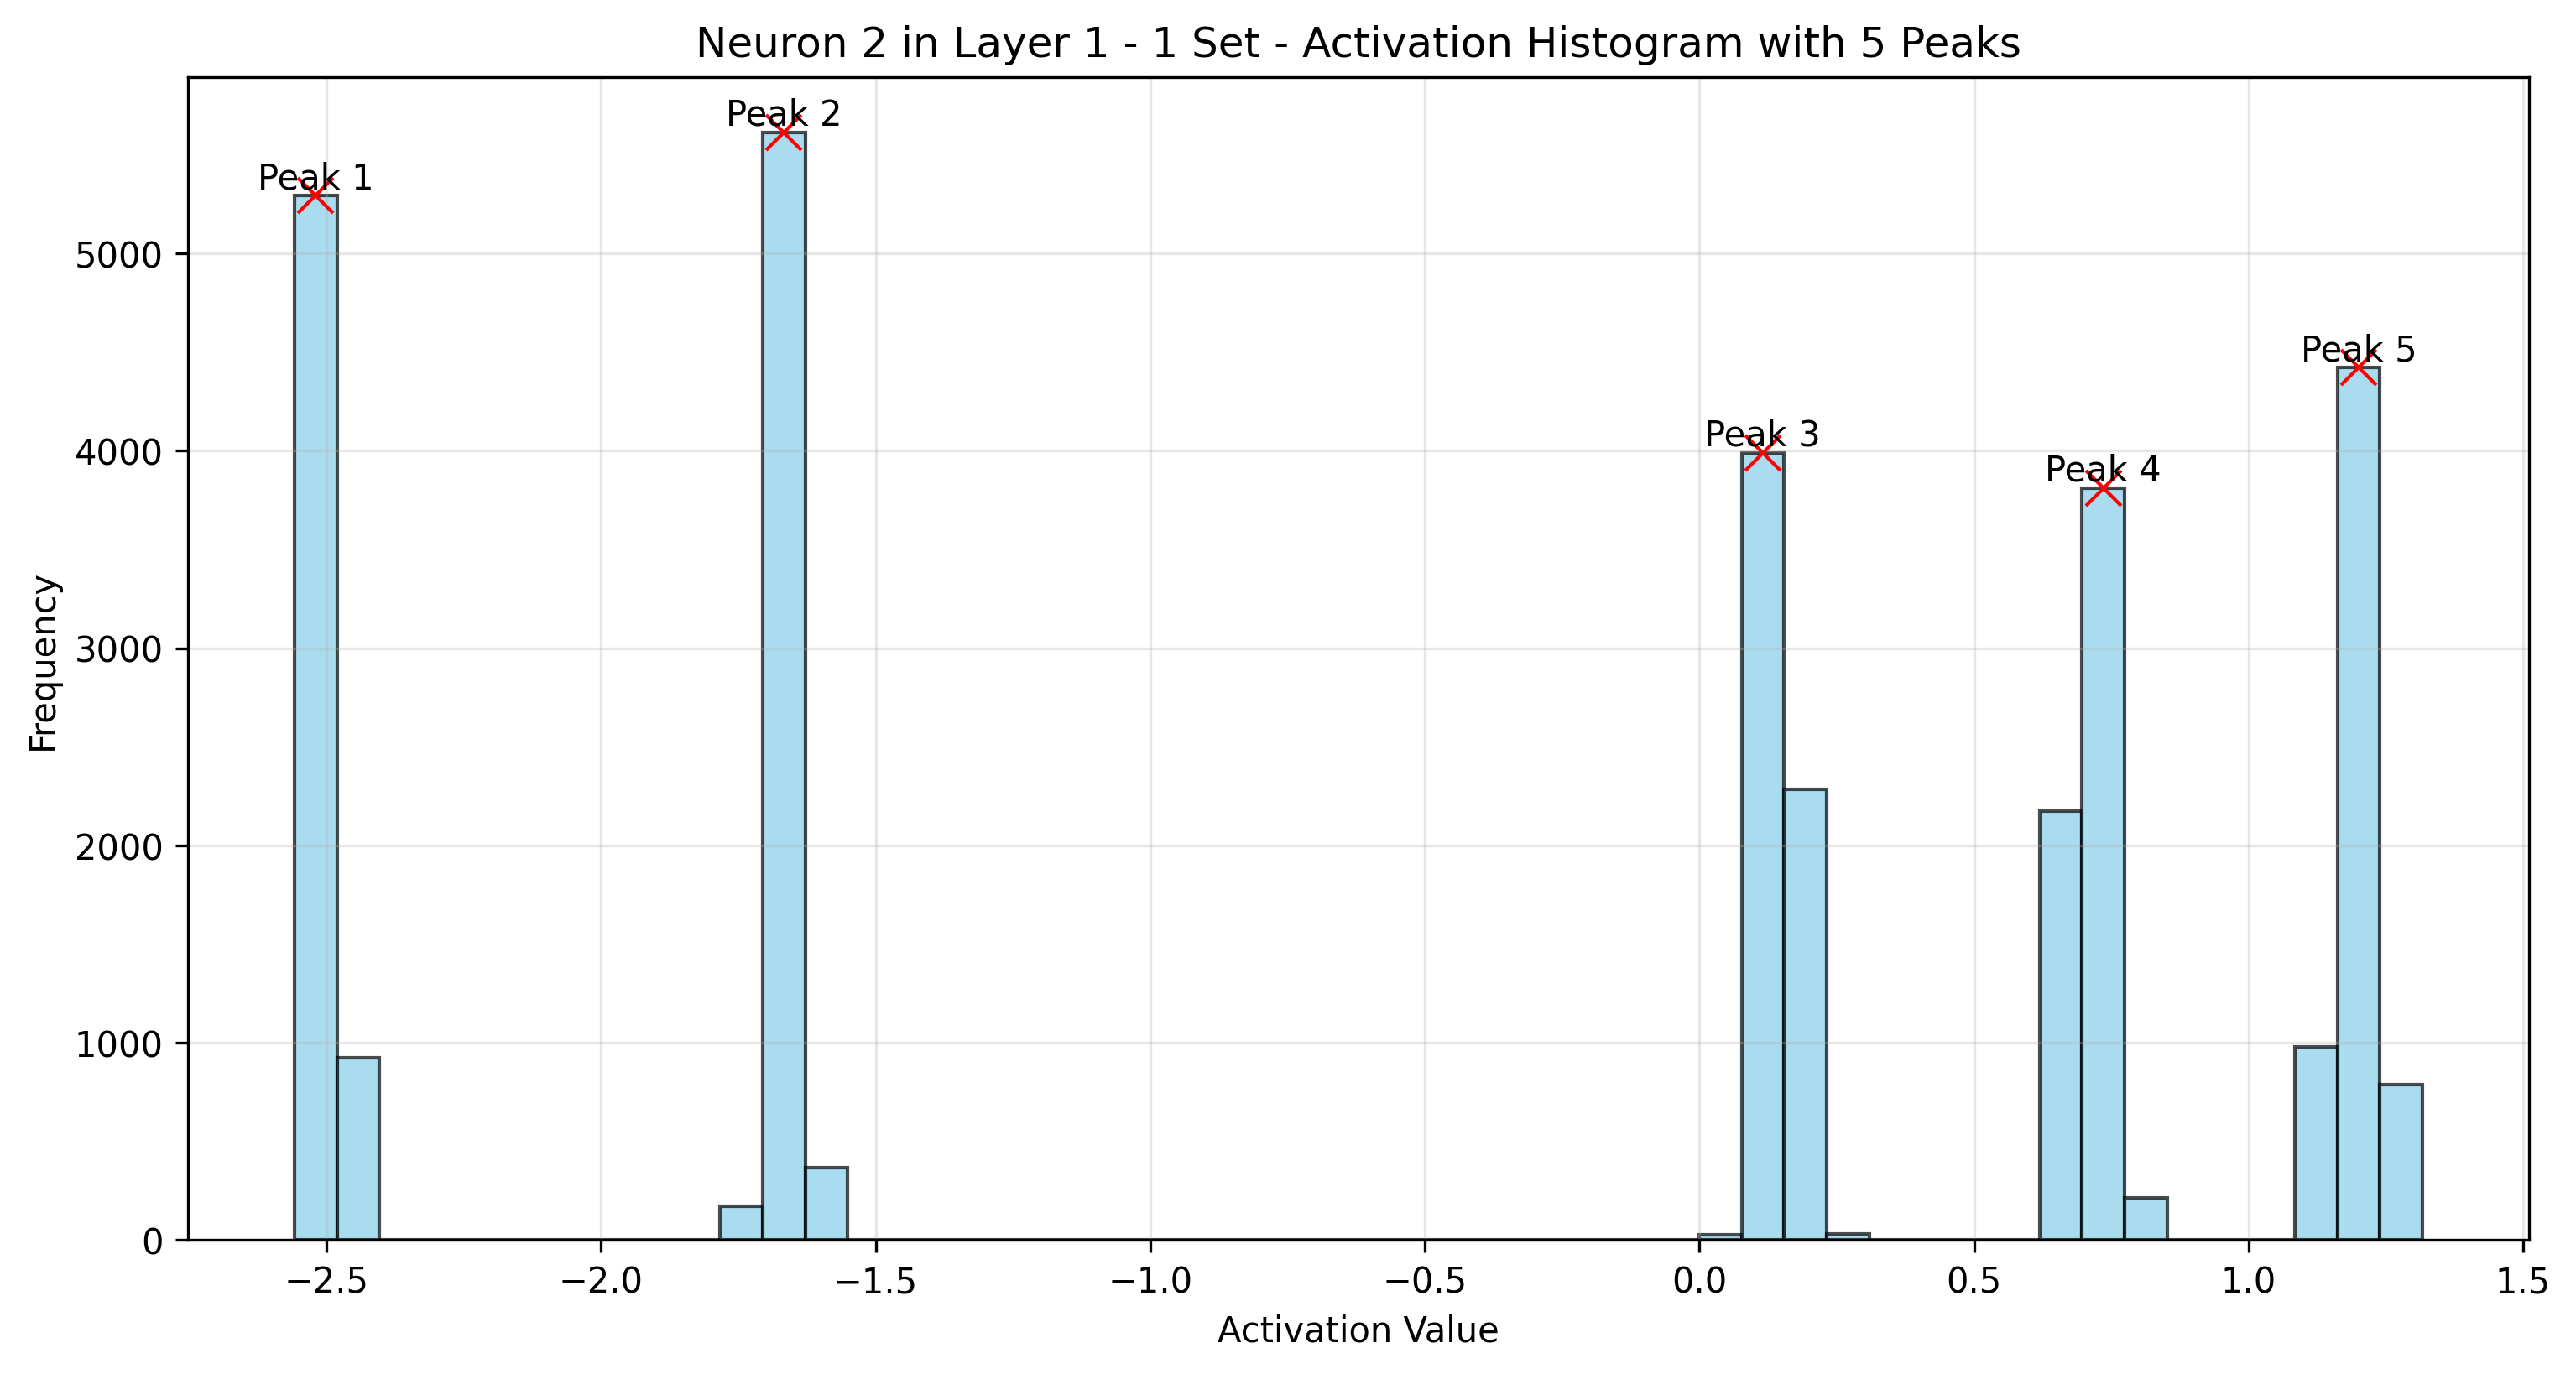 Neuron 2 in Layer 1 - 1 Set - Activation Histogram with 5 Peaks
Peak 1
Peak 2
Peak 3
Peak 4
Peak 5
Frequency
5000
4000
3000
2000
1000
0
−2.5 −2.0 −1.5 −1.0 −0.5 0.0 0.5 1.0 1.5
Activation Value